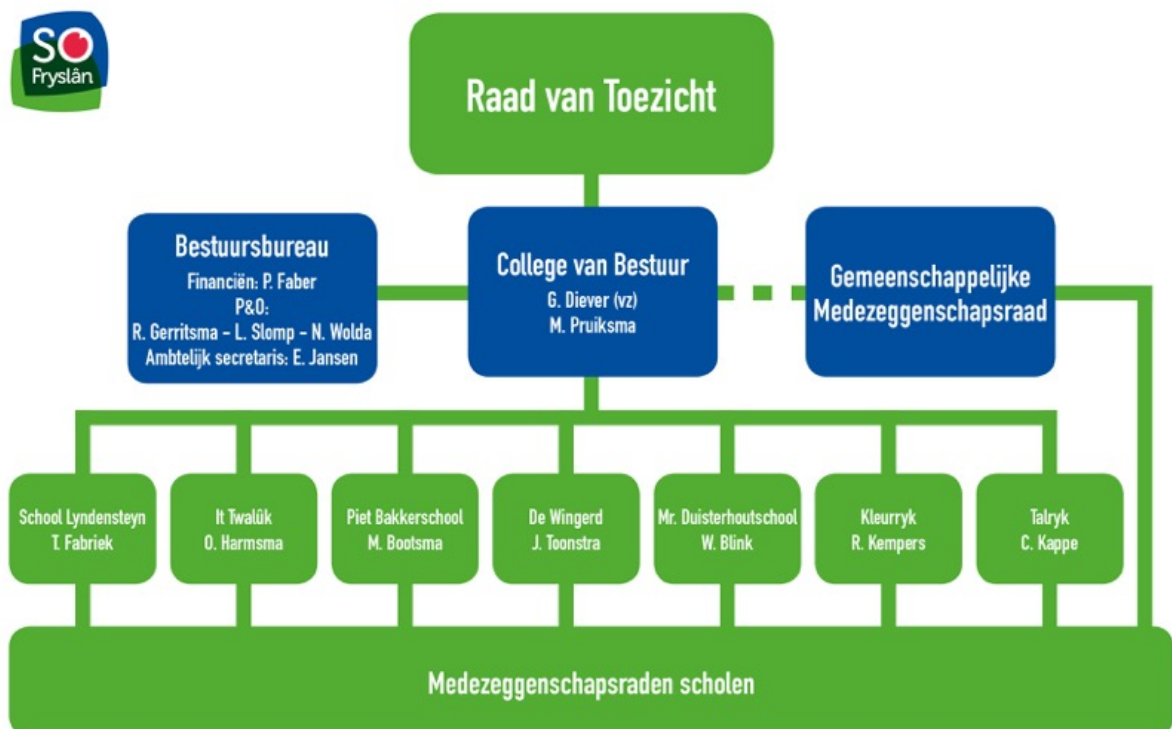 SO
Fryslân
Raad van Toezicht
Bestuursbureau
Financiën: P. Faber
P&O:
R. Gerritsma – L. Slomp – N. Wolda
Ambtelijk secretaris: E. Jansen
College van Bestuur
G. Diever (vz)
M. Pruiksma
Gemeenschappelijke
Medezeggenschapsraad
School Lyndensteyn
T. Fabriek
It Twalûk
O. Harmsma
Piet Bakkerschool
M. Bootsma
De Wingerd
J. Toonstra
Mr. Duisterhoutschool
W. Blink
Kleurryk
R. Kempers
Talryk
C. Kappe
Medezeggenschapsraden scholen